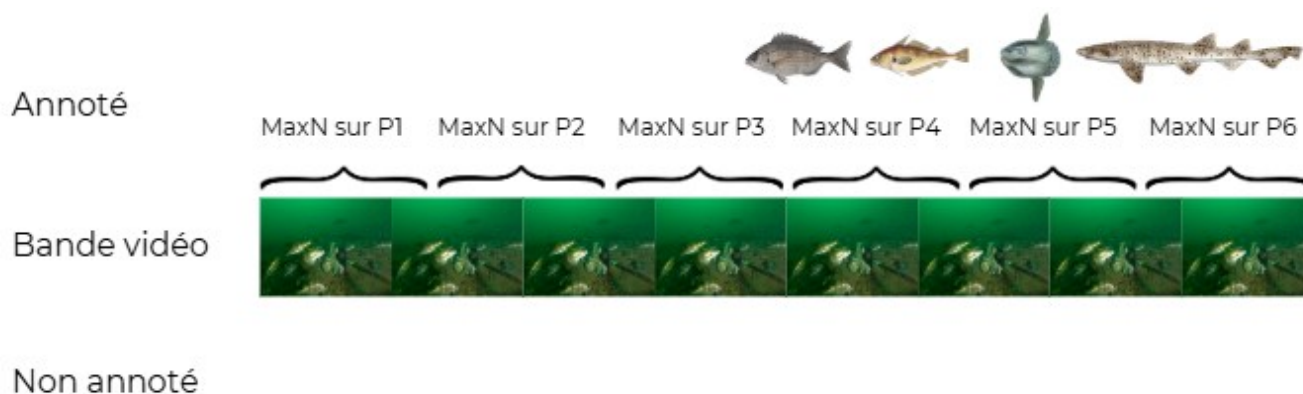 Annoté
MaxN sur P1 MaxN sur P2 MaxN sur P3 MaxN sur P4 MaxN sur P5 MaxN sur P6
Bande vidéo
Non annoté